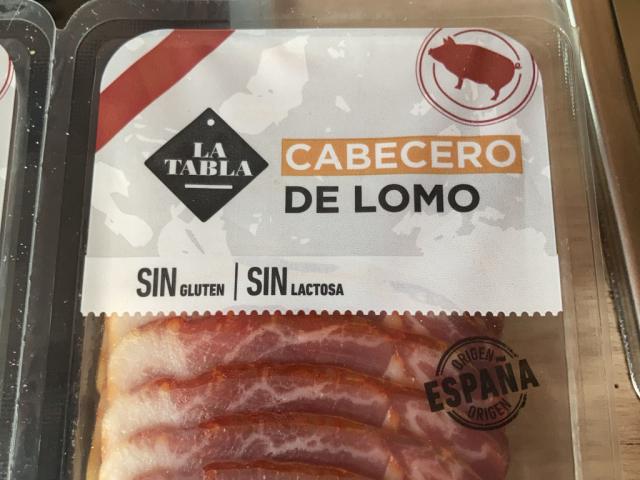 LA
TABLA
CABECERO
DE LOMO
SIN GLUTEN | SIN LACTOSA
ORIGEN
ESPAÑA
ORIGEN